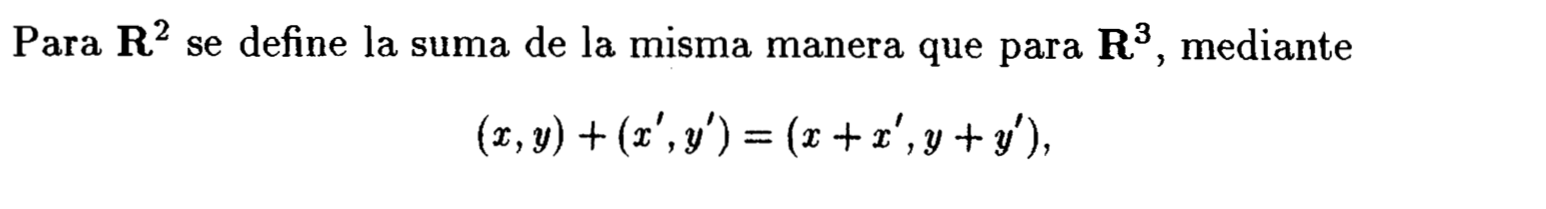 Para R² se define la suma de la misma manera que para R³, mediante
(x, y) + (x′, y′) = (x + x′, y + y′),